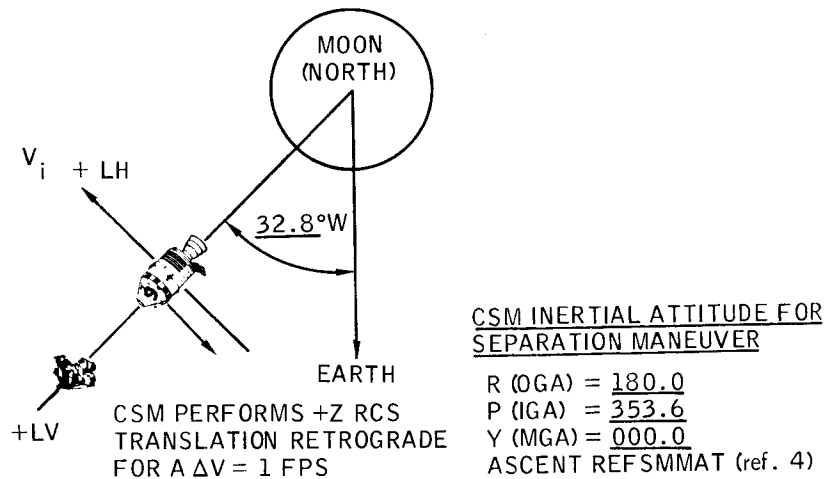 MOON
(NORTH)
Vi + LH
32.8°W
EARTH
+LV
CSM PERFORMS +Z RCS
TRANSLATION RETROGRADE
FOR A ΔV = 1 FPS
CSM INERTIAL ATTITUDE FOR
SEPARATION MANEUVER
R (OGA) = 180.0
P (IGA) = 353.6
Y (MGA) = 000.0
ASCENT REFSMMAT (ref. 4)